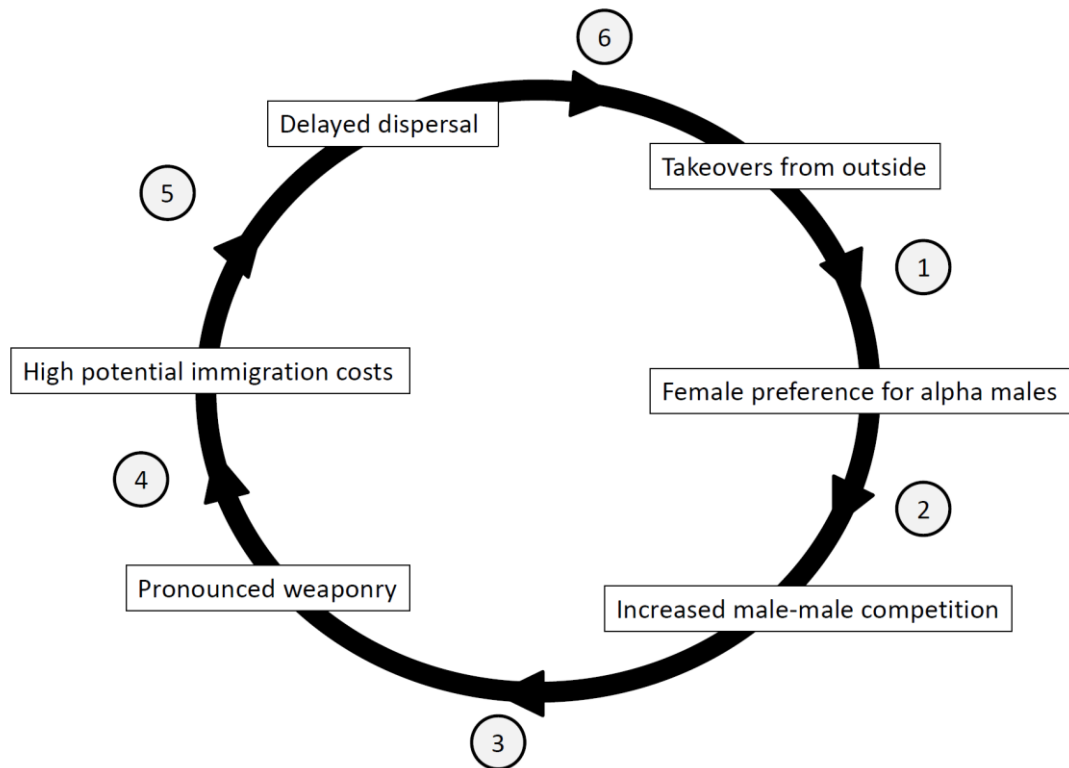 6
Delayed dispersal
Takeovers from outside
5
1
High potential immigration costs
Female preference for alpha males
4
2
Pronounced weaponry
Increased male-male competition
3